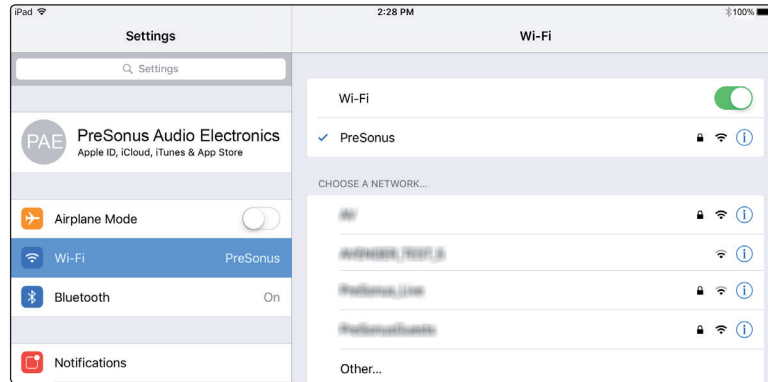 iPad 2:28 PM 100%
Settings
Wi-Fi
Settings
PAE
PreSonus Audio Electronics
Apple ID, iCloud, iTunes & App Store
Airplane Mode
Wi-Fi PreSonus
Bluetooth On
Notifications
Wi-Fi
PreSonus
CHOOSE A NETWORK...
Other...